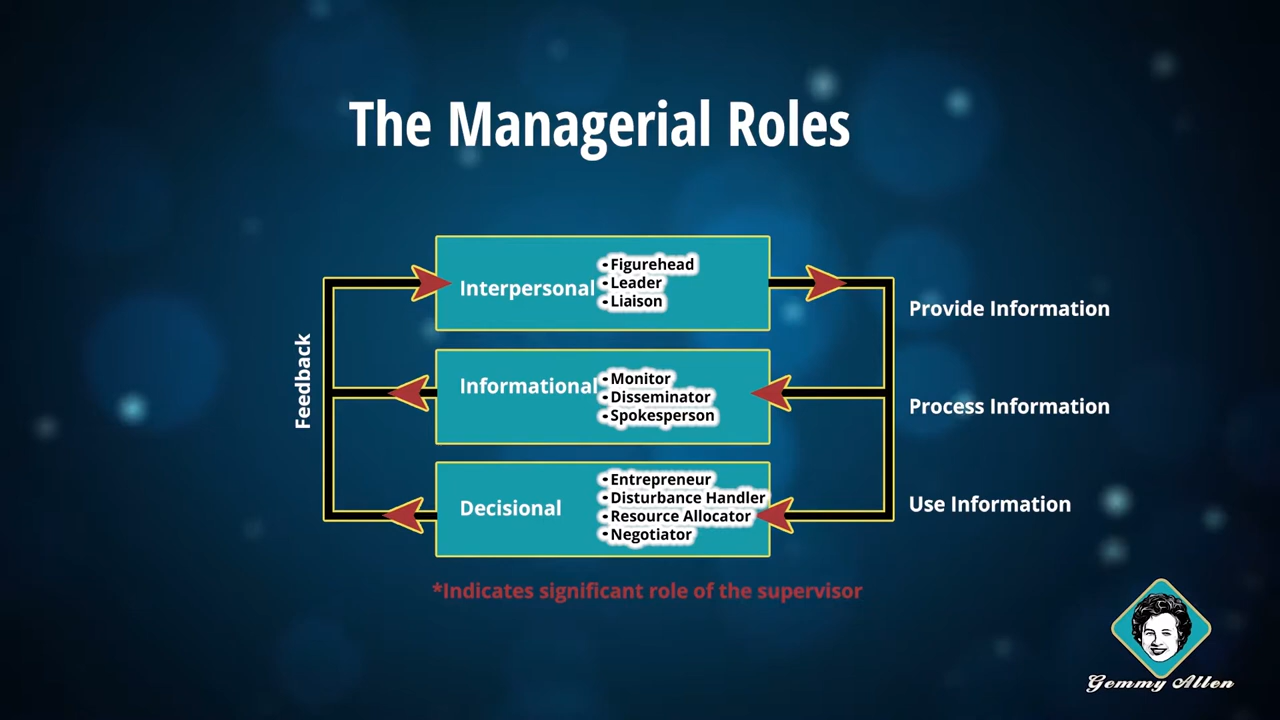 The Managerial Roles
Feedback
Interpersonal
•Figurehead
•Leader
•Liaison
Provide Information
Informational
•Monitor
•Disseminator
•Spokesperson
Process Information
Decisional
•Entrepreneur
•Disturbance Handler
•Resource Allocator
•Negotiator
Use Information
*Indicates significant role of the supervisor
Gemmy Allen